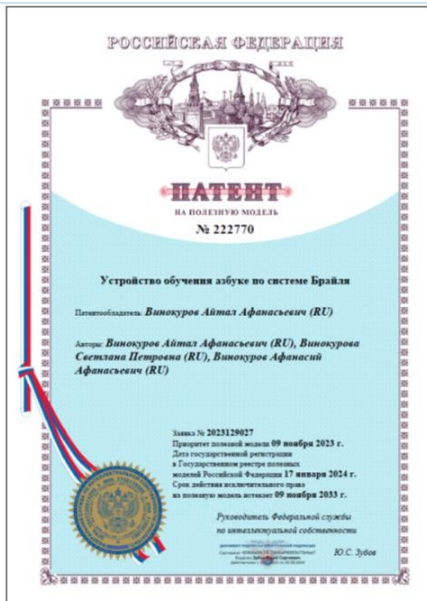 РОССИЙСКАЯ ФЕДЕРАЦИЯ
ПАТЕНТ
НА ПОЛЕЗНУЮ МОДЕЛЬ
№ 222770
Устройство обучения азбуке по системе Брайля
Патентообладатель: Винокуров Айтал Афанасьевич (RU)
Авторы: Винокуров Айтал Афанасьевич (RU), Винокурова
Светлана Петровна (RU), Винокуров Афанасий
Афанасьевич (RU)
Заявка № 2023129027
Приоритет полезной модели 09 ноября 2023 г.
Дата государственной регистрации
в Государственном реестре полезных
моделей Российской Федерации 17 января 2024 г.
Срок действия исключительного права
на полезную модель истекает 09 ноября 2033 г.
Руководитель Федеральной службы
по интеллектуальной собственности
Ю.С. Зубов